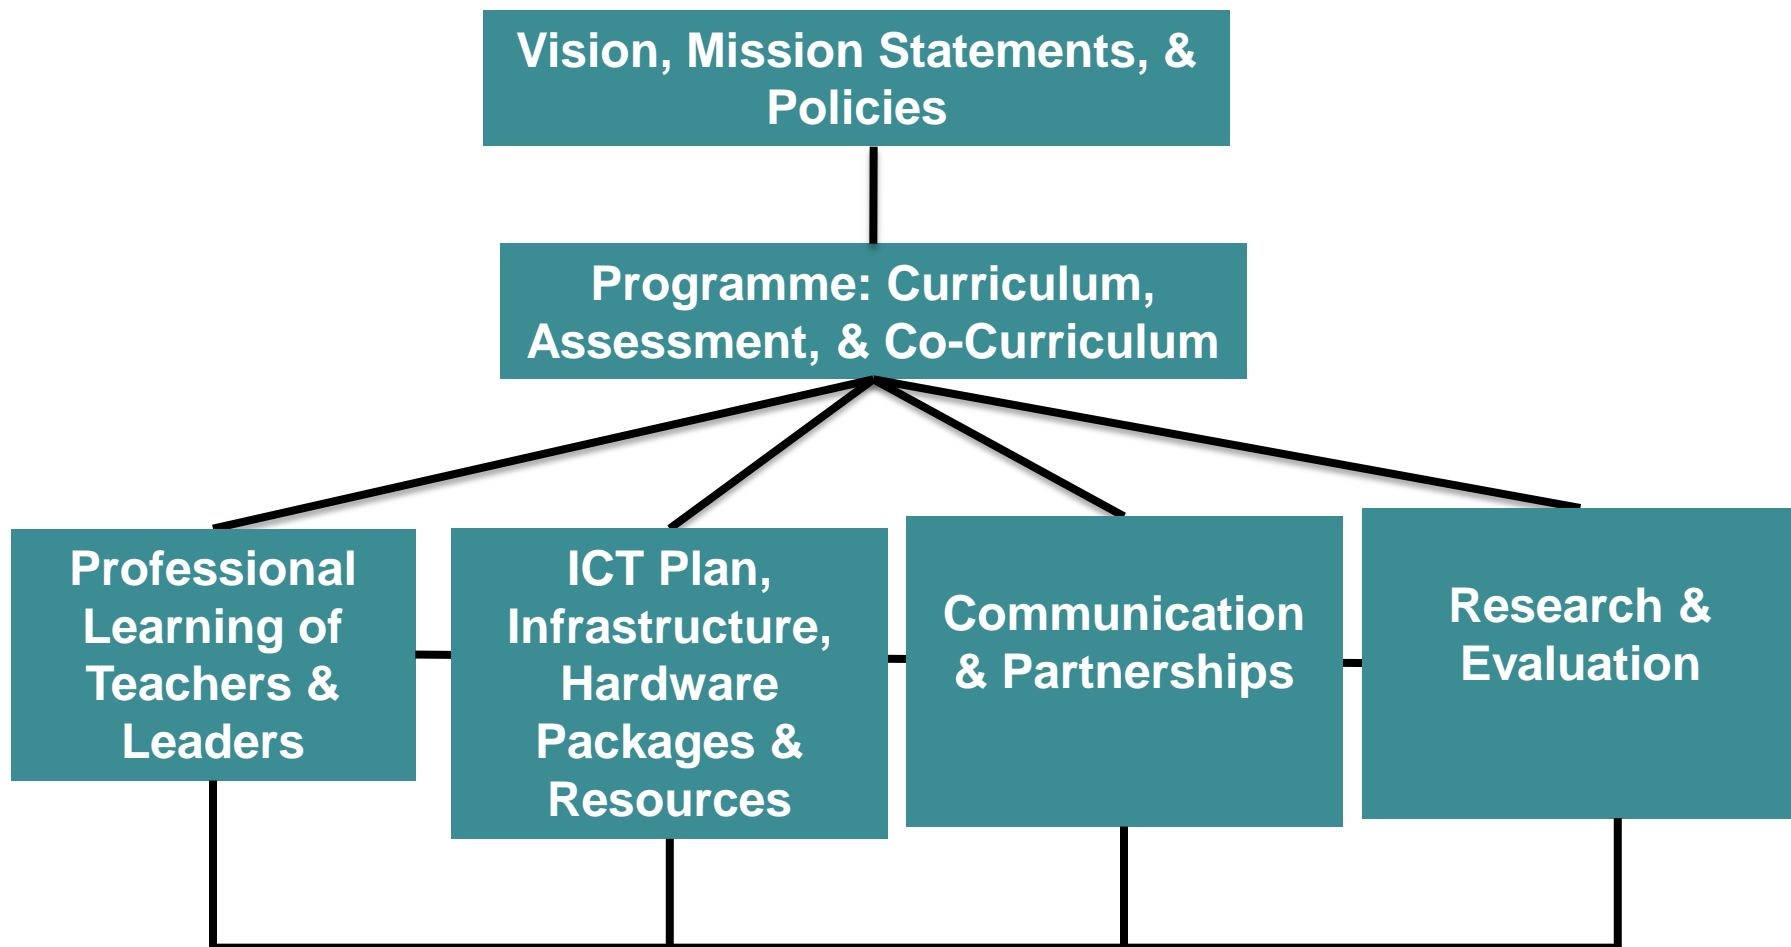 Vision, Mission Statements, &
Policies
Programme: Curriculum,
Assessment, & Co-Curriculum
Professional
Learning of
Teachers &
Leaders
ICT Plan,
Infrastructure,
Hardware
Packages &
Resources
Communication
& Partnerships
Research &
Evaluation